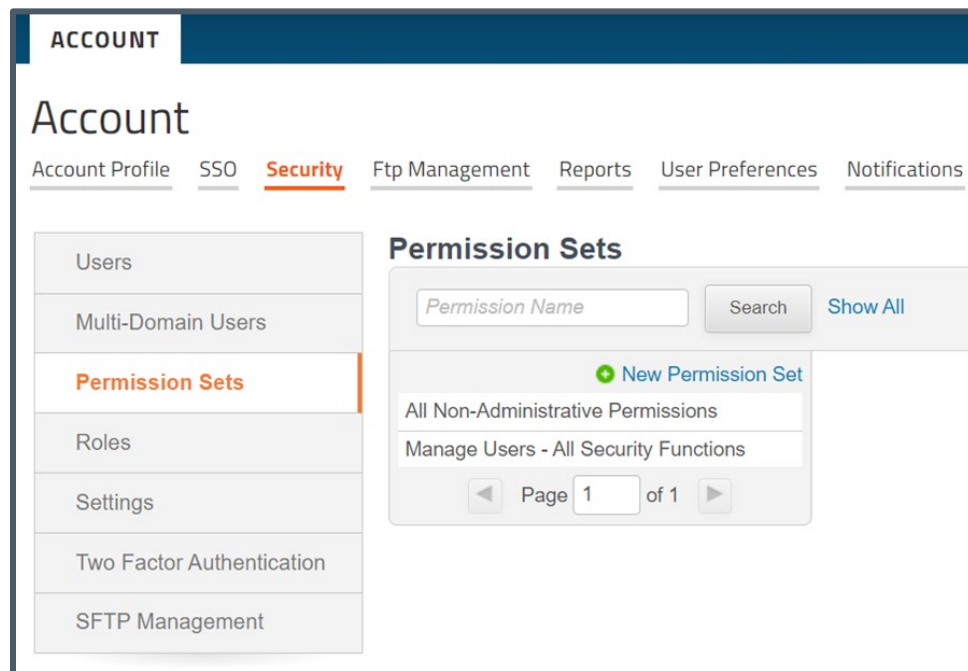 ACCOUNT
Account
Account Profile SSO Security Ftp Management Reports User Preferences Notifications
Users
Multi-Domain Users
Permission Sets
Roles
Settings
Two Factor Authentication
SFTP Management
Permission Sets
Permission Name Search Show All
New Permission Set
All Non-Administrative Permissions
Manage Users - All Security Functions
Page 1 of 1